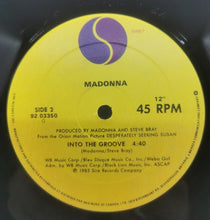 MADONNA
SIDE 2
92 03350
12"
45 RPM
PRODUCED BY MADONNA AND STEVE BRAY
From the Orion Motion Picture DESPERATELY SEEKING SUSAN
INTO THE GROOVE 4:40
(Madonna/Steve Bray)
WB Music Corp./Bleu Disque Music Co., Inc./Webo Girl
Adm. by WB Music Corp./Black Lion Music Co., Inc. ASCAP
℗ 1985 Sire Records Company